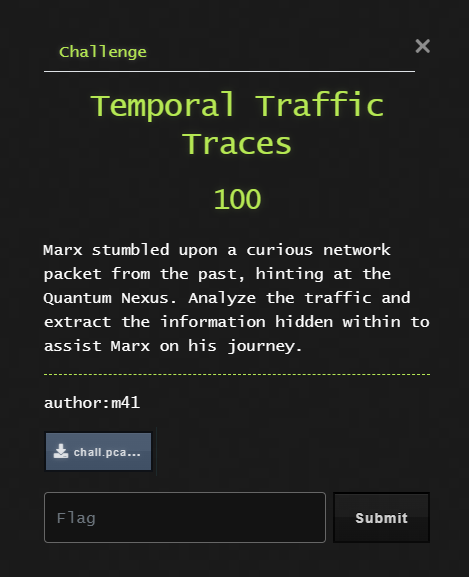 Challenge
×
Temporal Traffic
Traces
100
Marx stumbled upon a curious network
packet from the past, hinting at the
Quantum Nexus. Analyze the traffic and
extract the information hidden within to
assist Marx on his journey.
author:m41
chall.pca...
Flag
Submit